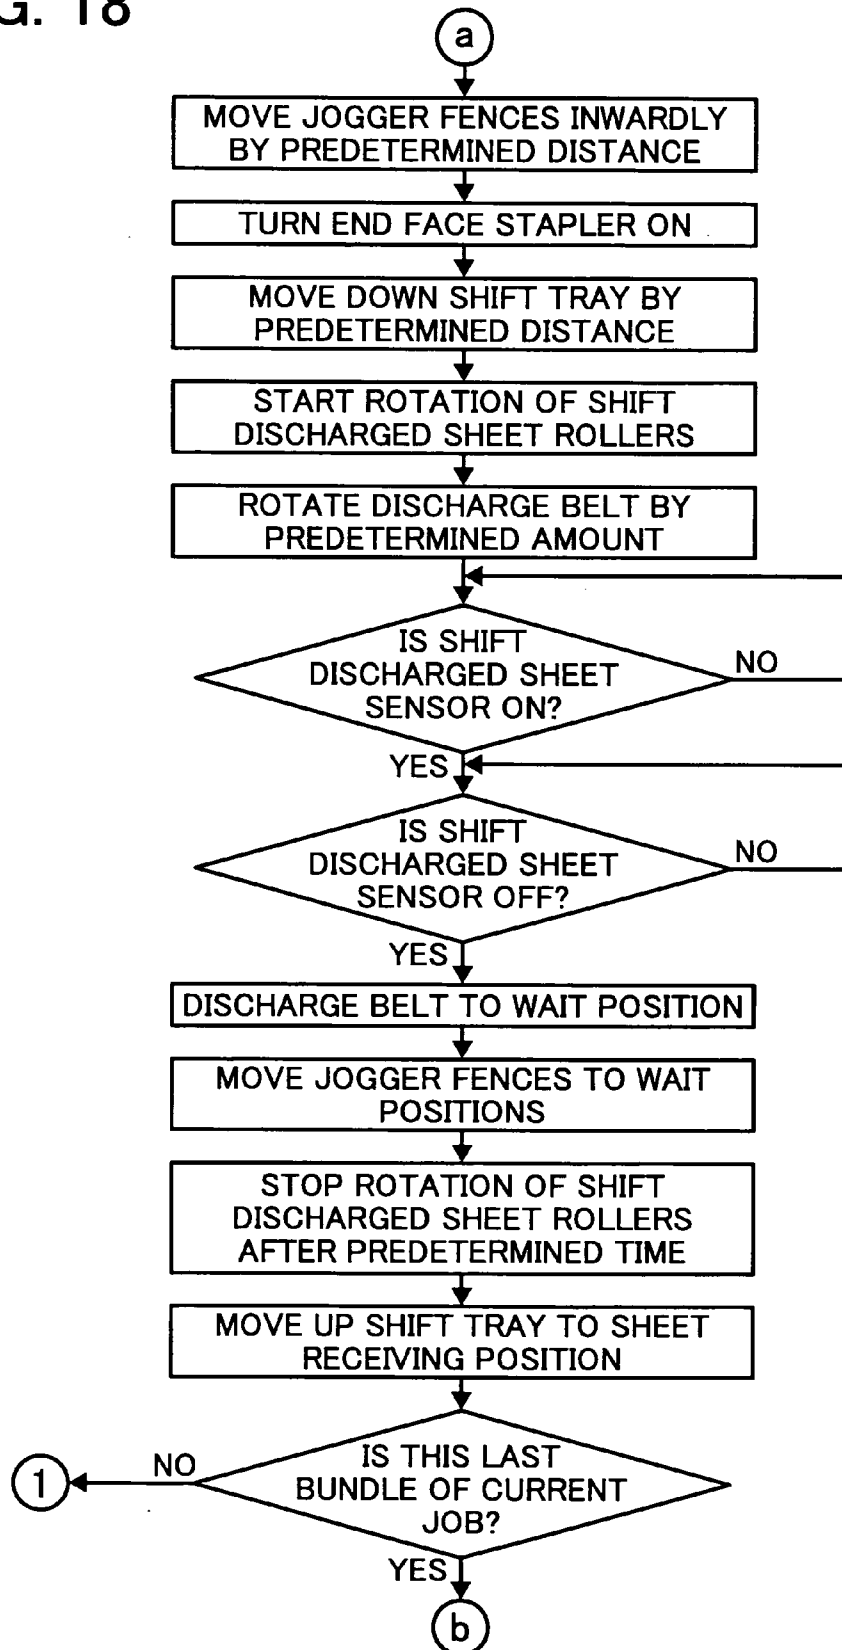 G. 18
a
MOVE JOGGER FENCES INWARDLY
BY PREDETERMINED DISTANCE
TURN END FACE STAPLER ON
MOVE DOWN SHIFT TRAY BY
PREDETERMINED DISTANCE
START ROTATION OF SHIFT
DISCHARGED SHEET ROLLERS
ROTATE DISCHARGE BELT BY
PREDETERMINED AMOUNT
IS SHIFT
DISCHARGED SHEET
SENSOR ON?
NO
YES
IS SHIFT
DISCHARGED SHEET
SENSOR OFF?
NO
YES
DISCHARGE BELT TO WAIT POSITION
MOVE JOGGER FENCES TO WAIT
POSITIONS
STOP ROTATION OF SHIFT
DISCHARGED SHEET ROLLERS
AFTER PREDETERMINED TIME
MOVE UP SHIFT TRAY TO SHEET
RECEIVING POSITION
IS THIS LAST
BUNDLE OF CURRENT
JOB?
NO
1
YES
b